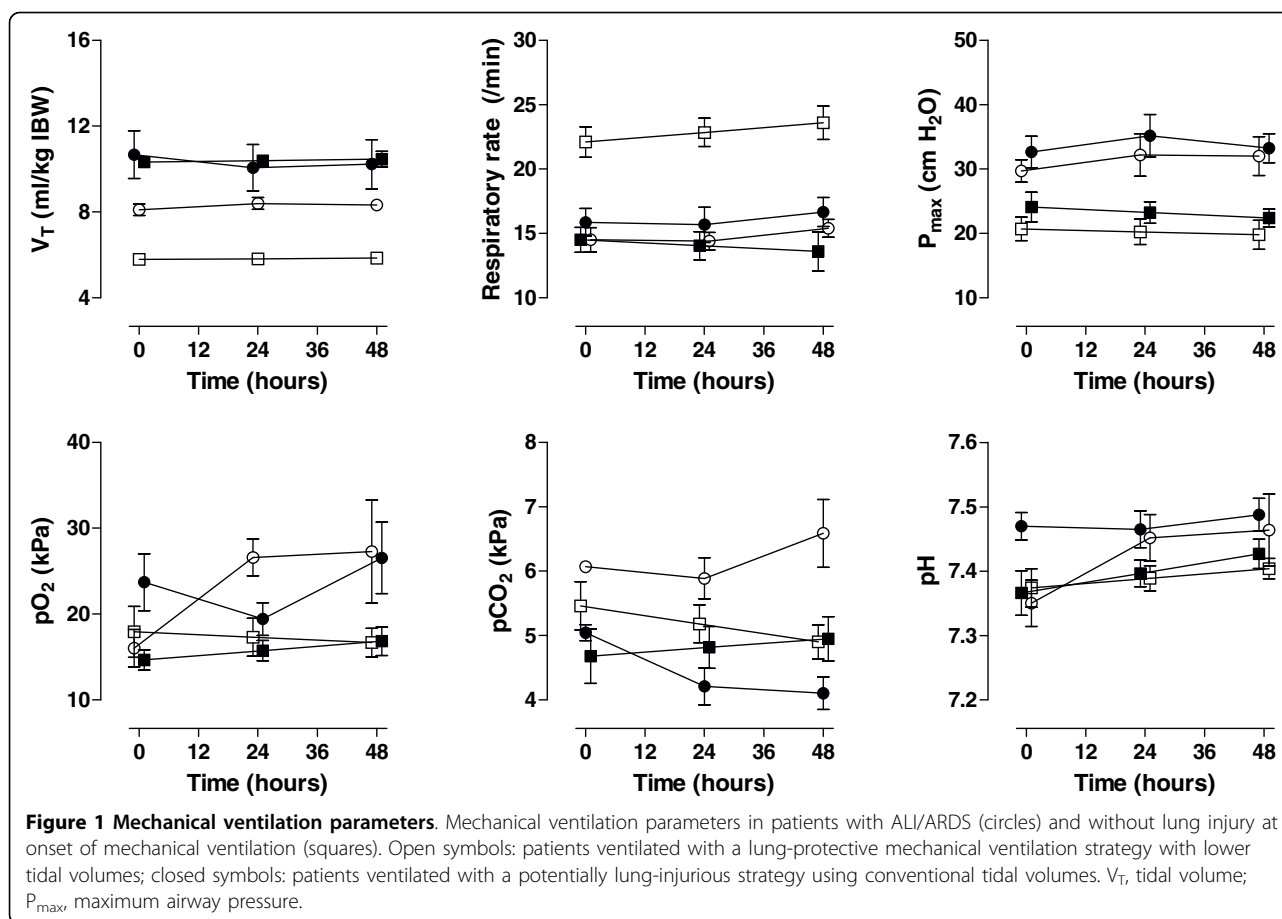 16
12
8
4
V_T (ml/kg IBW)
0 12 24 36 48
Time (hours)
30
25
20
15
10
Respiratory rate (/min)
0 12 24 36 48
Time (hours)
50
40
30
20
10
P_max (cm H₂O)
0 12 24 36 48
Time (hours)
40
30
20
10
pO₂ (kPa)
0 12 24 36 48
Time (hours)
8
7
6
5
4
pCO₂ (kPa)
0 12 24 36 48
Time (hours)
7.6
7.5
7.4
7.3
7.2
pH
0 12 24 36 48
Time (hours)
Figure 1 Mechanical ventilation parameters. Mechanical ventilation parameters in patients with ALI/ARDS (circles) and without lung injury at
onset of mechanical ventilation (squares). Open symbols: patients ventilated with a lung-protective mechanical ventilation strategy with lower
tidal volumes; closed symbols: patients ventilated with a potentially lung-injurious strategy using conventional tidal volumes. V_T, tidal volume;
P_max, maximum airway pressure.